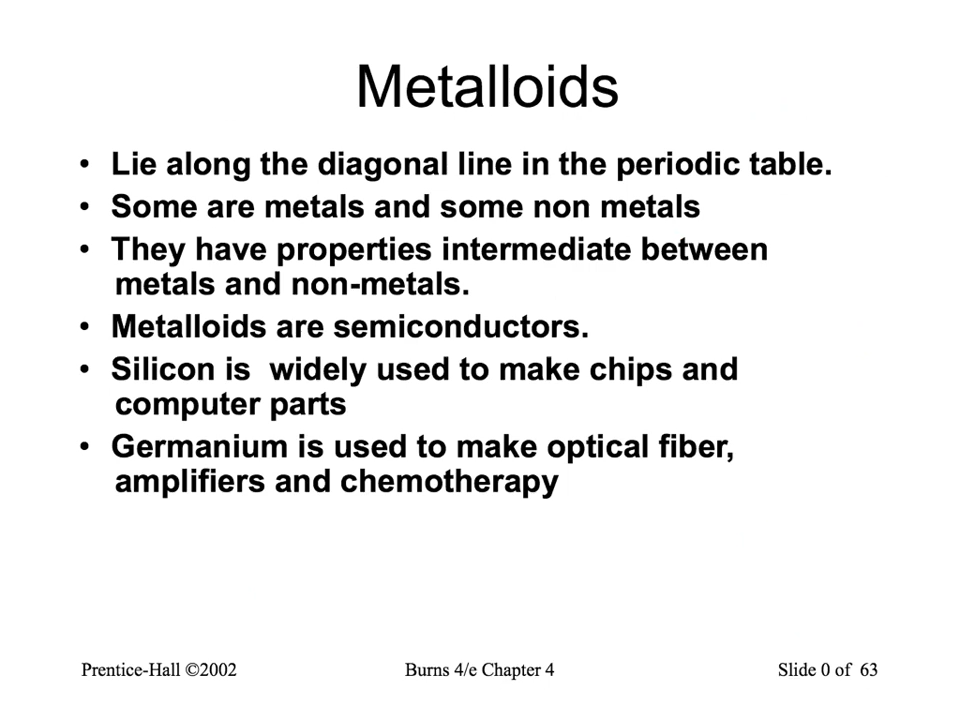 Metalloids
• Lie along the diagonal line in the periodic table.
• Some are metals and some non metals
• They have properties intermediate between
metals and non-metals.
• Metalloids are semiconductors.
• Silicon is  widely used to make chips and
computer parts
• Germanium is used to make optical fiber,
amplifiers and chemotherapy
Prentice-Hall ©2002 Burns 4/e Chapter 4 Slide 0 of  63